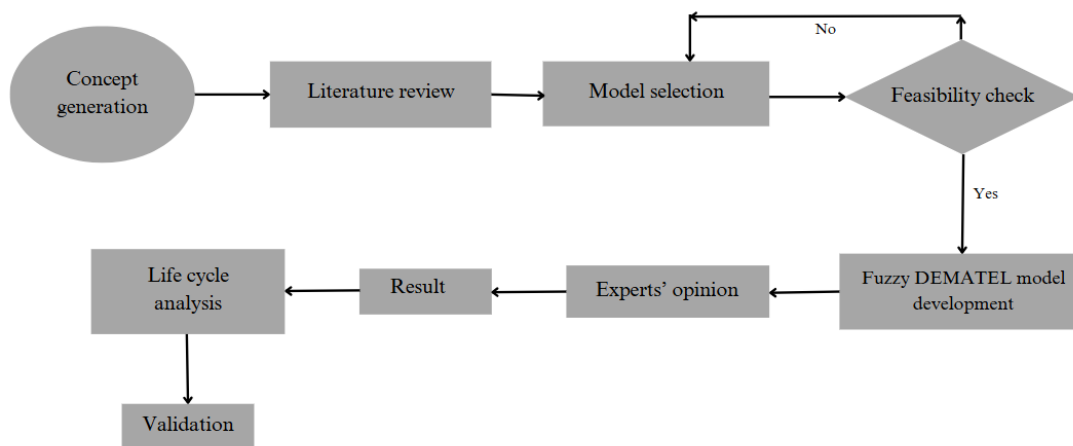 Concept
generation
Literature review
Model selection
No
Feasibility check
Yes
Fuzzy DEMATEL model
development
Experts’ opinion
Result
Life cycle
analysis
Validation